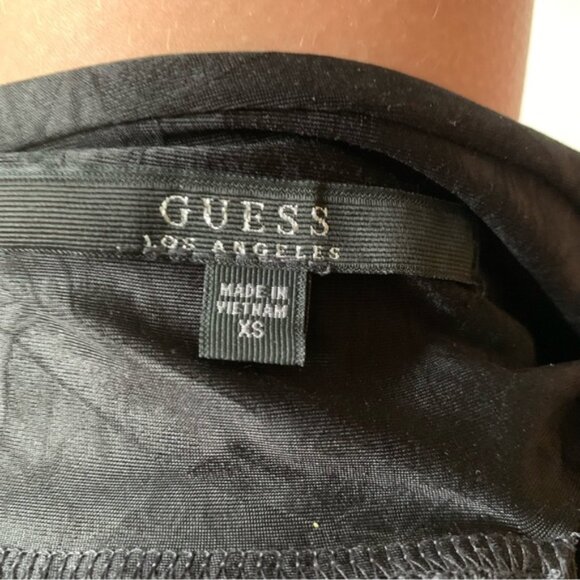 GUESS
LOS ANGELES
MADE IN
VIETNAM
XS